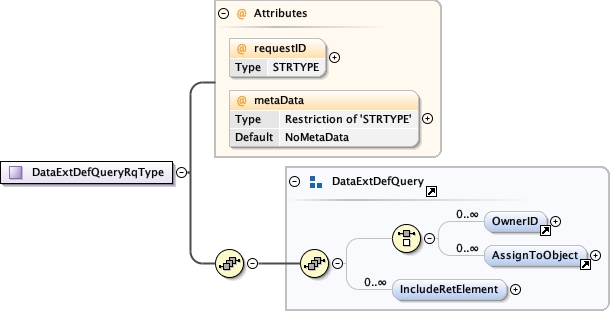 @ Attributes
@ requestID
Type STRTYPE
@ metaData
Type Restriction of 'STRTYPE'
Default NoMetaData
DataExtDefQueryRqType
DataExtDefQuery
0..∞ OwnerID
0..∞ AssignToObject
0..∞ IncludeRetElement